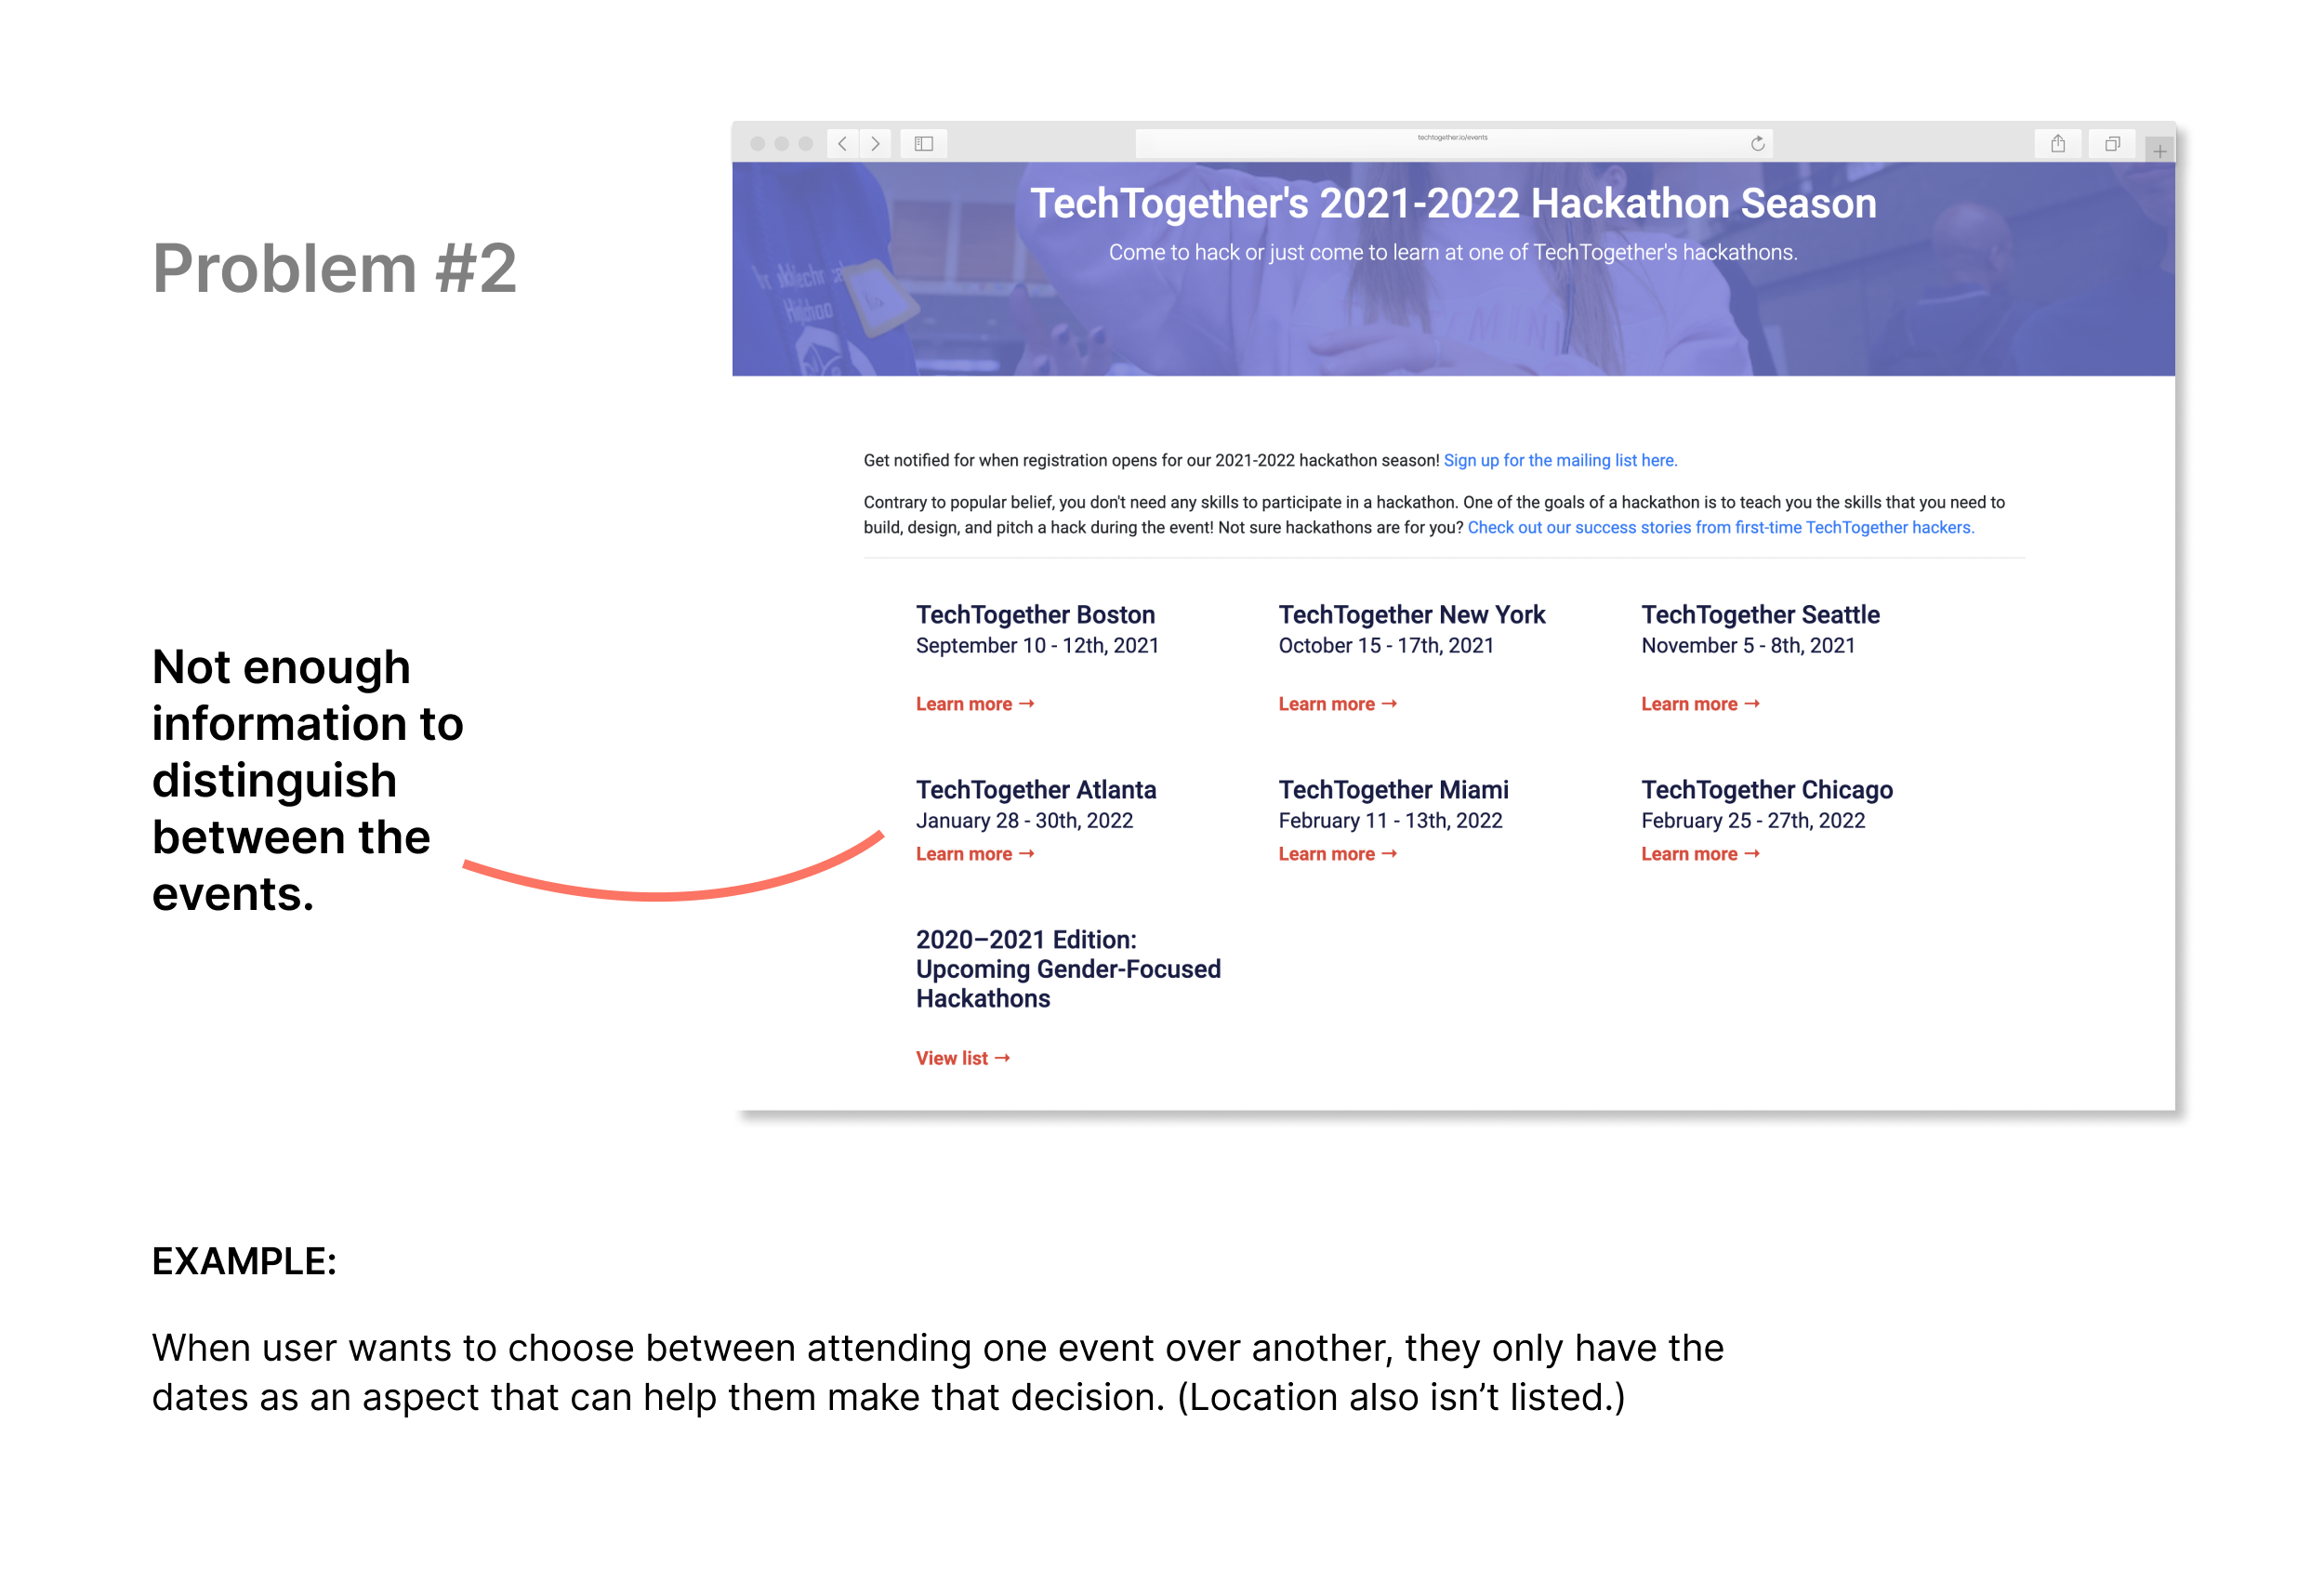 Problem #2
Not enough
information to
distinguish
between the
events.
techtogether.io/events
TechTogether's 2021-2022 Hackathon Season
Come to hack or just come to learn at one of TechTogether's hackathons.
Get notified for when registration opens for our 2021-2022 hackathon season! Sign up for the mailing list here.
Contrary to popular belief, you don't need any skills to participate in a hackathon. One of the goals of a hackathon is to teach you the skills that you need to
build, design, and pitch a hack during the event! Not sure hackathons are for you? Check out our success stories from first-time TechTogether hackers.
TechTogether Boston
September 10 - 12th, 2021
Learn more →
TechTogether New York
October 15 - 17th, 2021
Learn more →
TechTogether Seattle
November 5 - 8th, 2021
Learn more →
TechTogether Atlanta
January 28 - 30th, 2022
Learn more →
TechTogether Miami
February 11 - 13th, 2022
Learn more →
TechTogether Chicago
February 25 - 27th, 2022
Learn more →
2020–2021 Edition:
Upcoming Gender-Focused
Hackathons
View list →
EXAMPLE:
When user wants to choose between attending one event over another, they only have the
dates as an aspect that can help them make that decision. (Location also isn’t listed.)